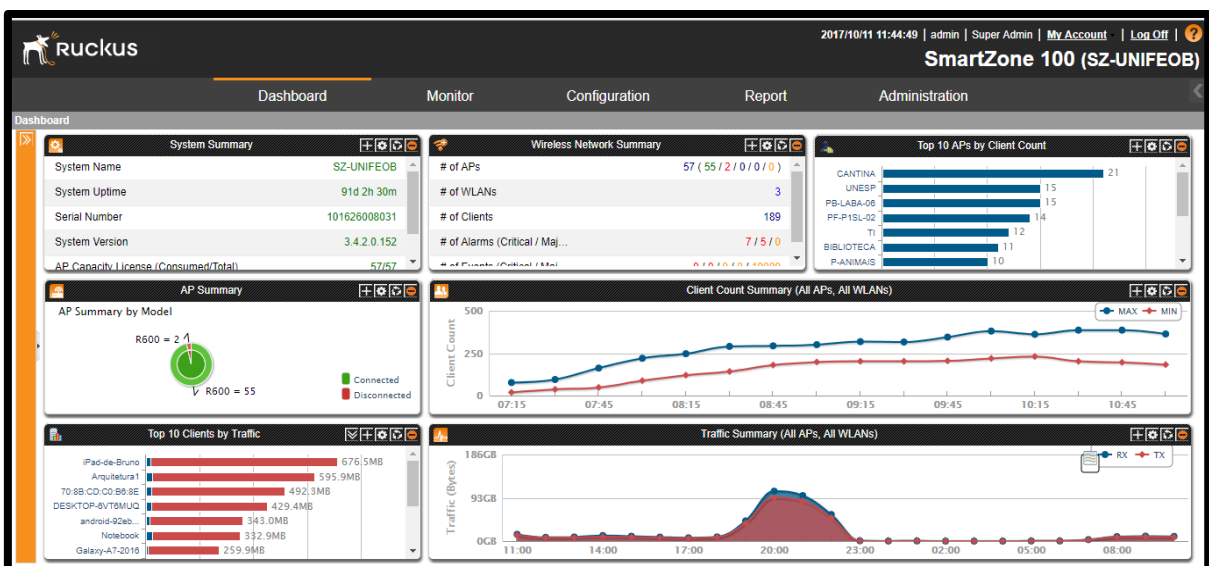 Ruckus
2017/10/11 11:44:49 | admin | Super Admin | My Account | Log Off | ?
SmartZone 100 (SZ-UNIFEOB)
Dashboard Monitor Configuration Report Administration
Dashboard
System Summary
System Name SZ-UNIFEOB
System Uptime 91d 2h 30m
Serial Number 101626008031
System Version 3.4.2.0.152
AP Capacity License (Consumed/Total) 57/57
Wireless Network Summary
# of APs 57 ( 55 / 2 / 0 / 0 / 0 )
# of WLANs 3
# of Clients 189
# of Alarms (Critical / Maj... 7 / 5 / 0
# of Events (Critical / Maj...
Top 10 APs by Client Count
CANTINA 21
UNESP 15
PB-LABA-06 15
PF-P1SL-02 14
TI 12
BIBLIOTECA 11
P-ANIMAIS 10
AP Summary
AP Summary by Model
R600 = 2
R600 = 55
Connected
Disconnected
Client Count Summary (All APs, All WLANs)
MAX MIN
Client Count
500
250
0
07:15 07:45 08:15 08:45 09:15 09:45 10:15 10:45
Top 10 Clients by Traffic
iPad-de-Bruno 676.5MB
Arquitetura1 595.9MB
70:8B:CD:C0:B6:8E 492.3MB
DESKTOP-6VT6MUQ 429.4MB
android-92eb... 343.0MB
Notebook 332.9MB
Galaxy-A7-2016 259.9MB
Traffic Summary (All APs, All WLANs)
RX TX
Traffic (Bytes)
186GB
93GB
0GB
11:00 14:00 17:00 20:00 23:00 02:00 05:00 08:00